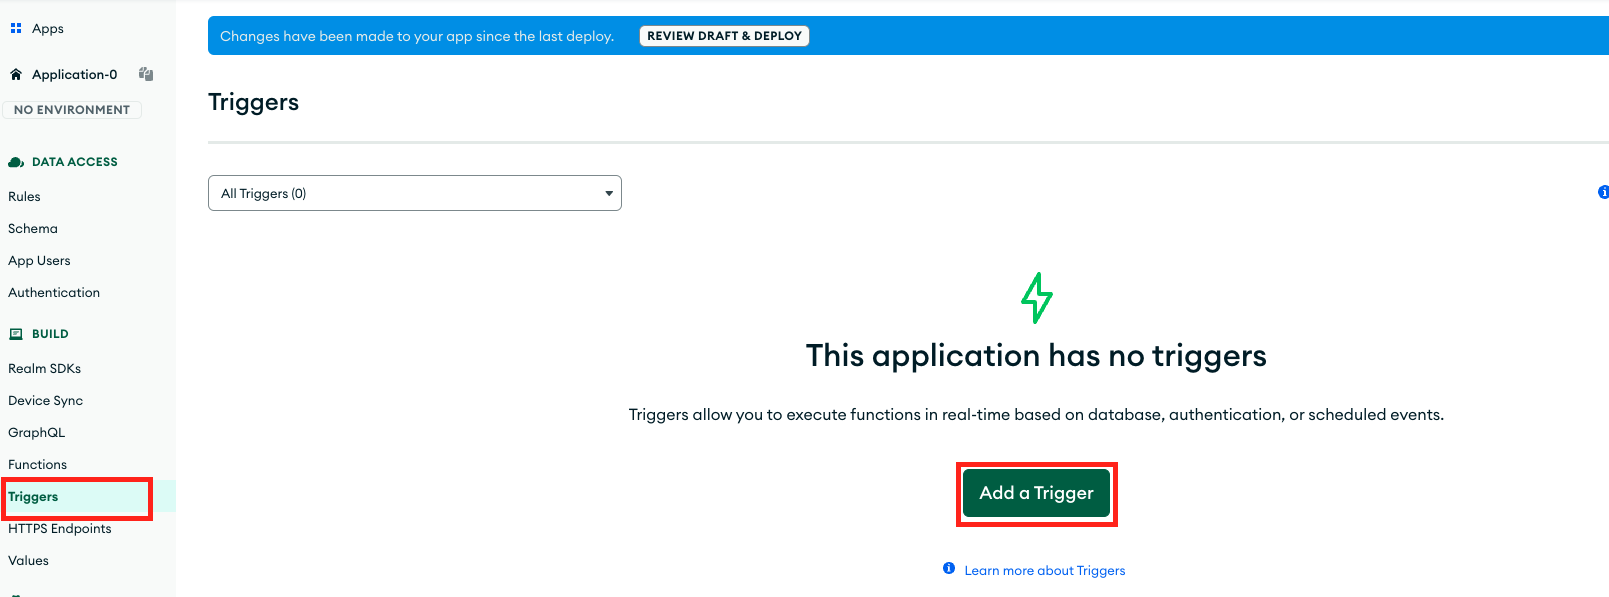 Apps
Application-0
NO ENVIRONMENT
DATA ACCESS
Rules
Schema
App Users
Authentication
BUILD
Realm SDKs
Device Sync
GraphQL
Functions
Triggers
HTTPS Endpoints
Values
Changes have been made to your app since the last deploy. REVIEW DRAFT & DEPLOY
Triggers
All Triggers (0)
This application has no triggers
Triggers allow you to execute functions in real-time based on database, authentication, or scheduled events.
Add a Trigger
Learn more about Triggers